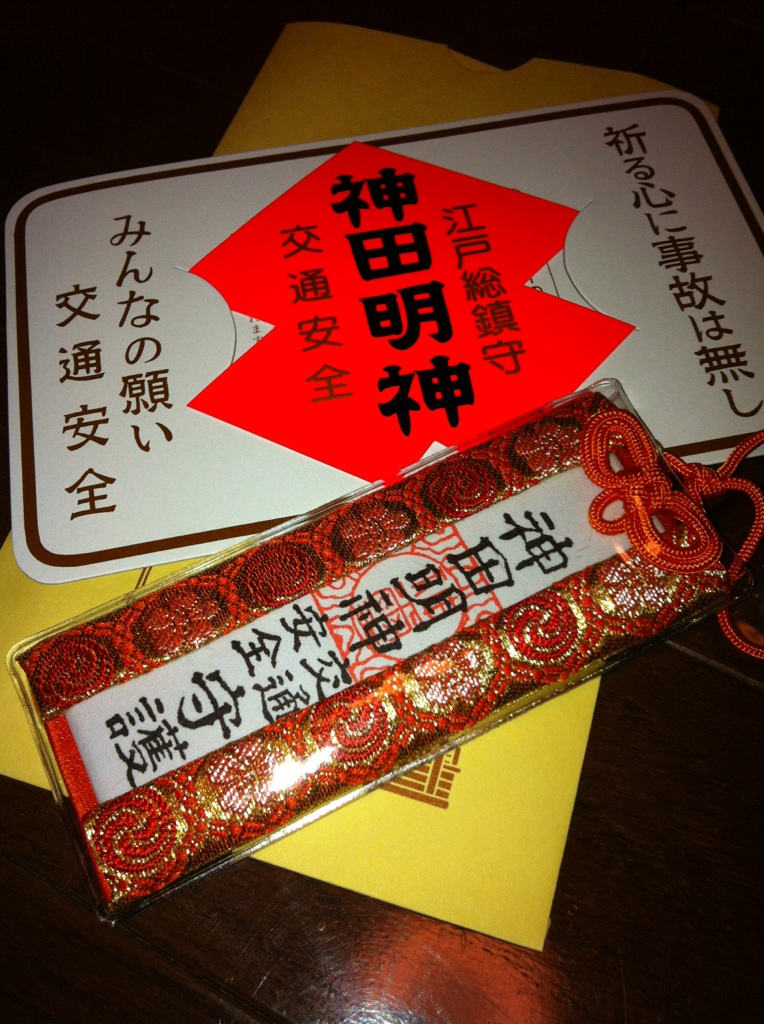 祈る心に事故は無し
江戸総鎮守
神田明神
交通安全
みんなの願い
交通安全
神田明神
交通安全
守護